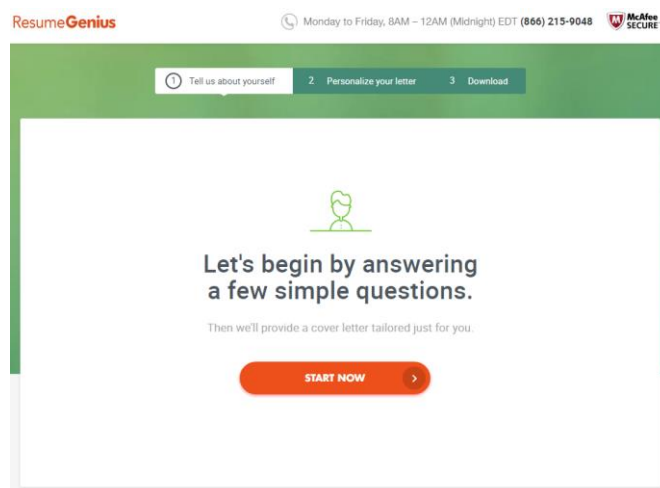 ResumeGenius
Monday to Friday, 8AM – 12AM (Midnight) EDT (866) 215-9048
McAfee
SECURE
1 Tell us about yourself 2 Personalize your letter 3 Download
Let's begin by answering
a few simple questions.
Then we'll provide a cover letter tailored just for you.
START NOW